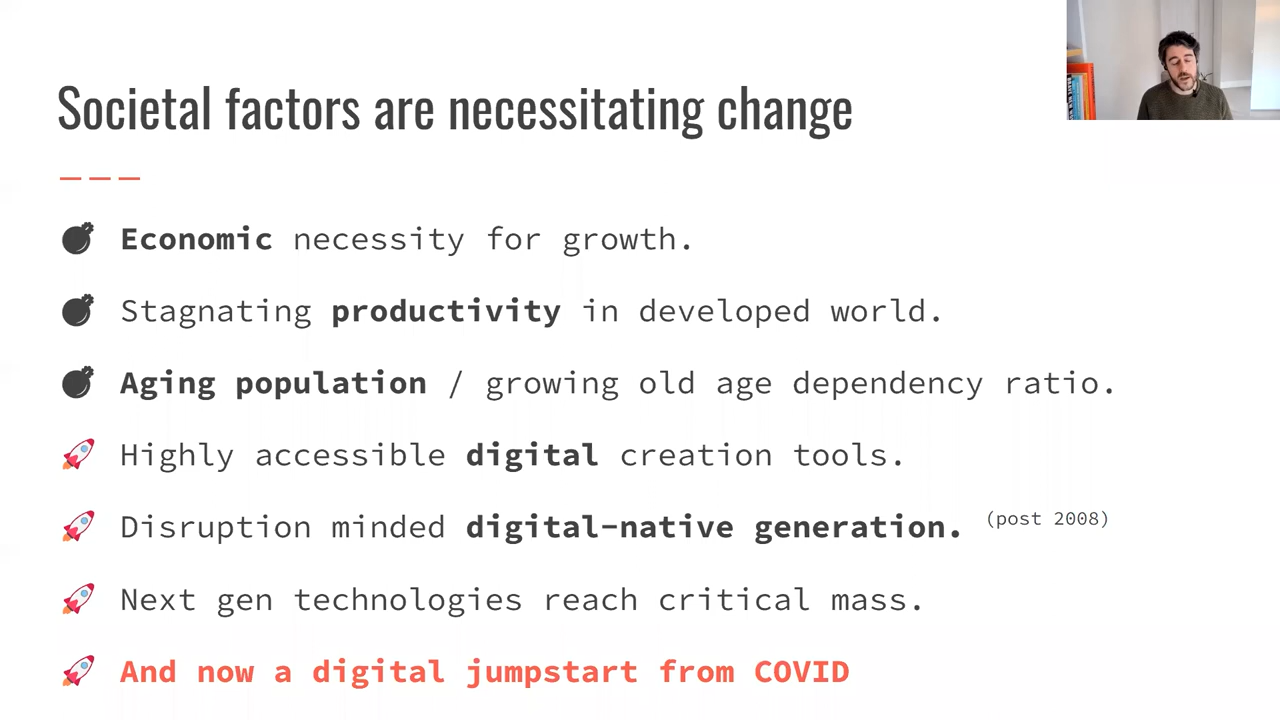 Societal factors are necessitating change
Economic necessity for growth.
Stagnating productivity in developed world.
Aging population / growing old age dependency ratio.
Highly accessible digital creation tools.
Disruption minded digital-native generation. (post 2008)
Next gen technologies reach critical mass.
And now a digital jumpstart from COVID